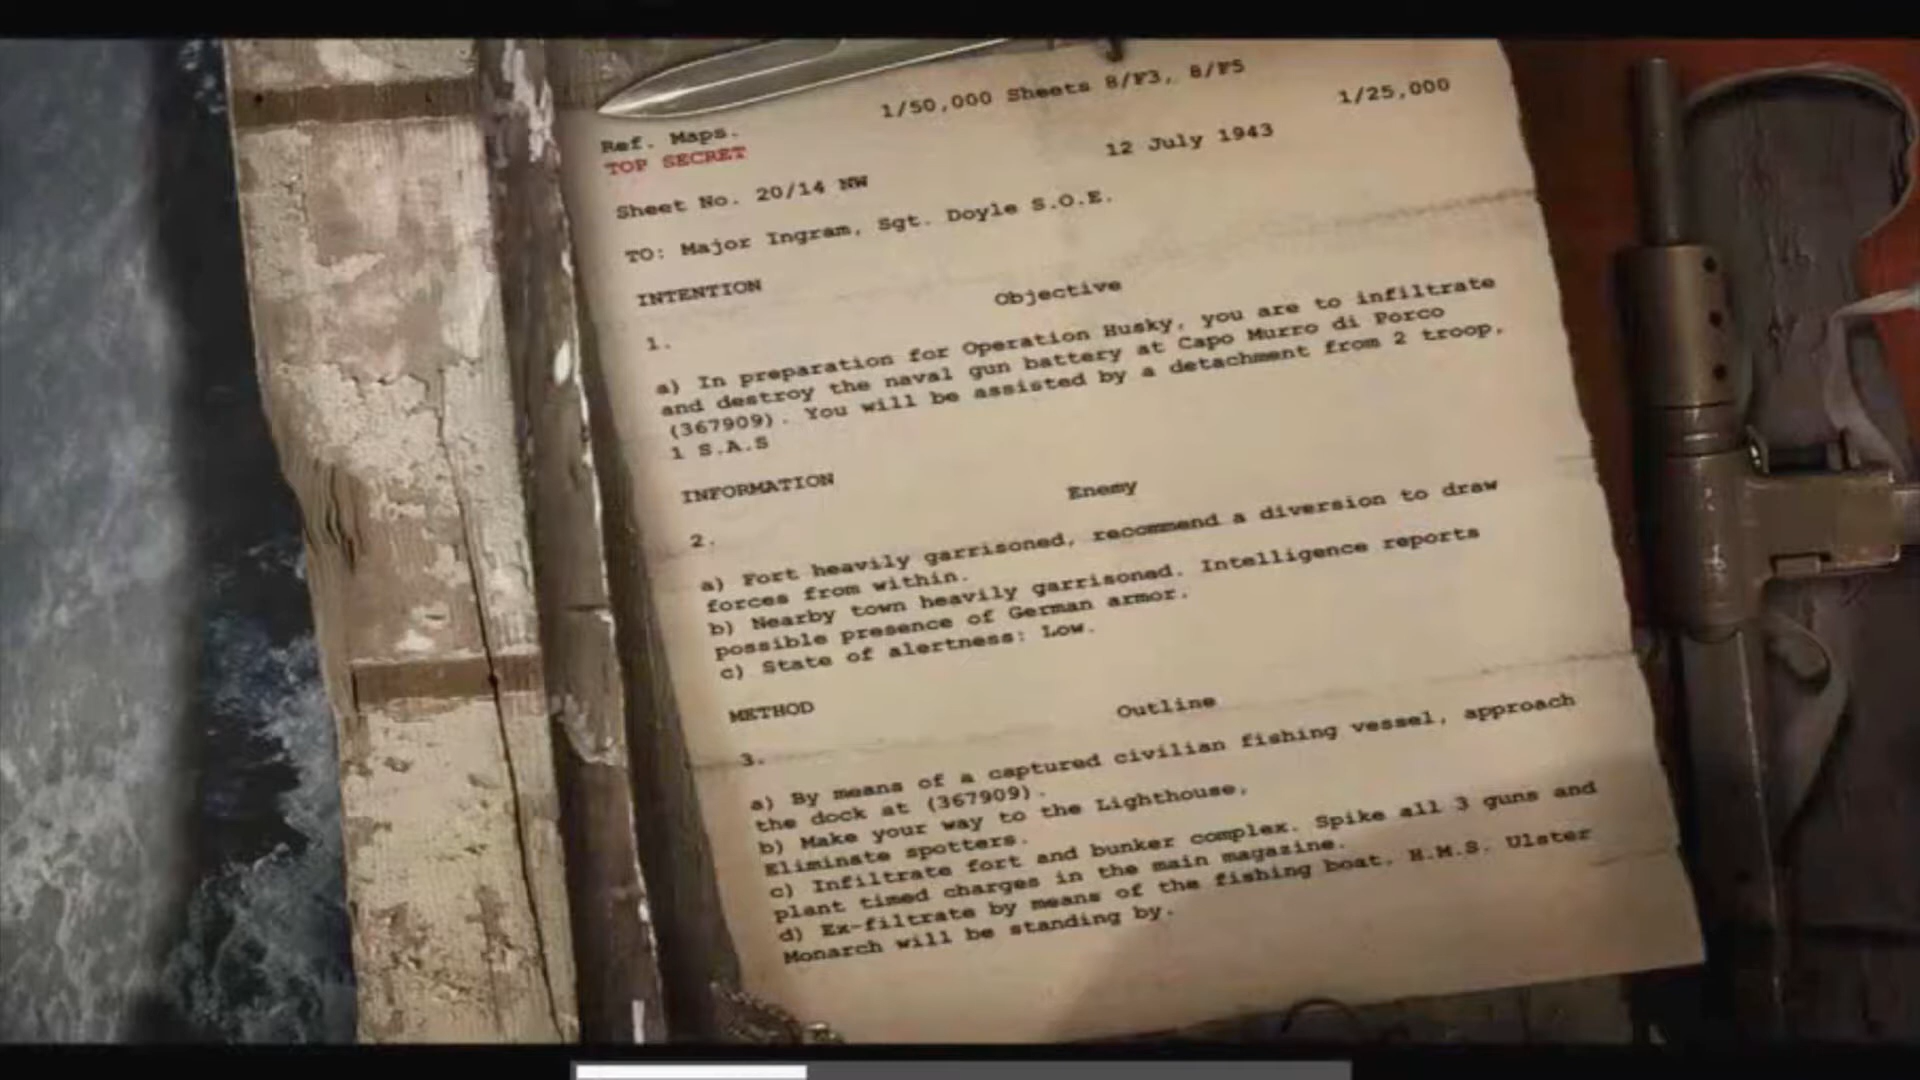 1/50,000 Sheets 8/F3, 8/F5
1/25,000
Ref. Maps.
TOP SECRET
12 July 1943
Sheet No. 20/14 NW
TO: Major Ingram, Sgt. Doyle S.O.E.
INTENTION
Objective
1.
a) In preparation for Operation Husky, you are to infiltrate
and destroy the naval gun battery at Capo Murro di Porco
(367909). You will be assisted by a detachment from 2 troop,
1 S.A.S
INFORMATION
Enemy
2.
a) Fort heavily garrisoned, recommend a diversion to draw
forces from within.
b) Nearby town heavily garrisoned. Intelligence reports
possible presence of German armor.
c) State of alertness: Low.
METHOD
Outline
3.
a) By means of a captured civilian fishing vessel, approach
the dock at (367909).
b) Make your way to the Lighthouse,
Eliminate spotters.
c) Infiltrate fort and bunker complex. Spike all 3 guns and
plant timed charges in the main magazine.
d) Ex-filtrate by means of the fishing boat. H.M.S. Ulster
Monarch will be standing by.